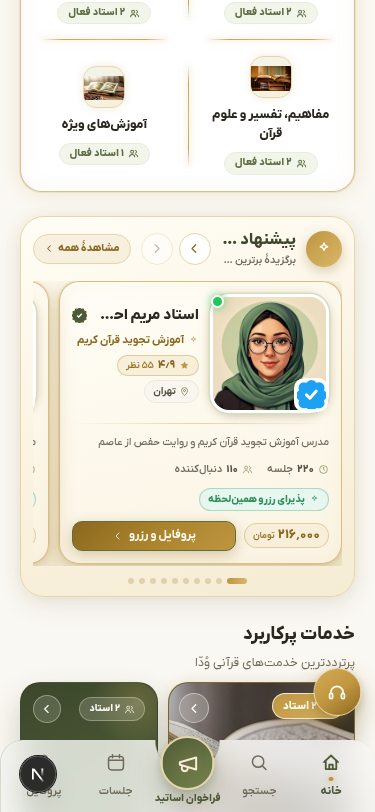 ۲ استاد فعال
۲ استاد فعال
مفاهیم، تفسیر و علوم
قرآن
۲ استاد فعال
آموزش‌های ویژه
۱ استاد فعال
پیشنهاد ...
برگزیدهٔ برترین ...
مشاهدهٔ همه
استاد مریم احـ...
آموزش تجوید قرآن کریم
۴/۹ ۵۵ نظر
تهران
مدرس آموزش تجوید قرآن کریم و روایت حفص از عاصم
۲۲۰ جلسه
۱۱۰ دنبال‌کننده
پذیرای رزرو همین‌لحظه
۲۱۶,۰۰۰ تومان
پروفایل و رزرو
خدمات پرکاربرد
پرترددترین خدمت‌های قرآنی وُدّا
۲ استاد
۲ استاد
خانه
جستجو
فراخوان اساتید
جلسات
پروفایل
N